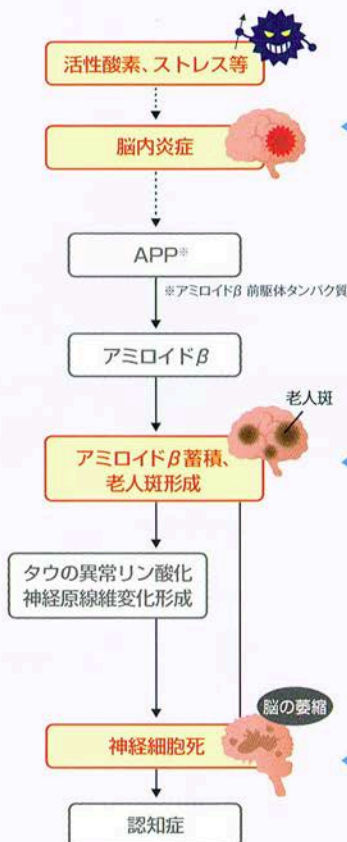 活性酸素、ストレス等
脳内炎症
APP※
※アミロイドβ 前駆体タンパク質
アミロイドβ
老人斑
アミロイドβ蓄積、
老人斑形成
タウの異常リン酸化
神経原線維変化形成
脳の萎縮
神経細胞死
認知症